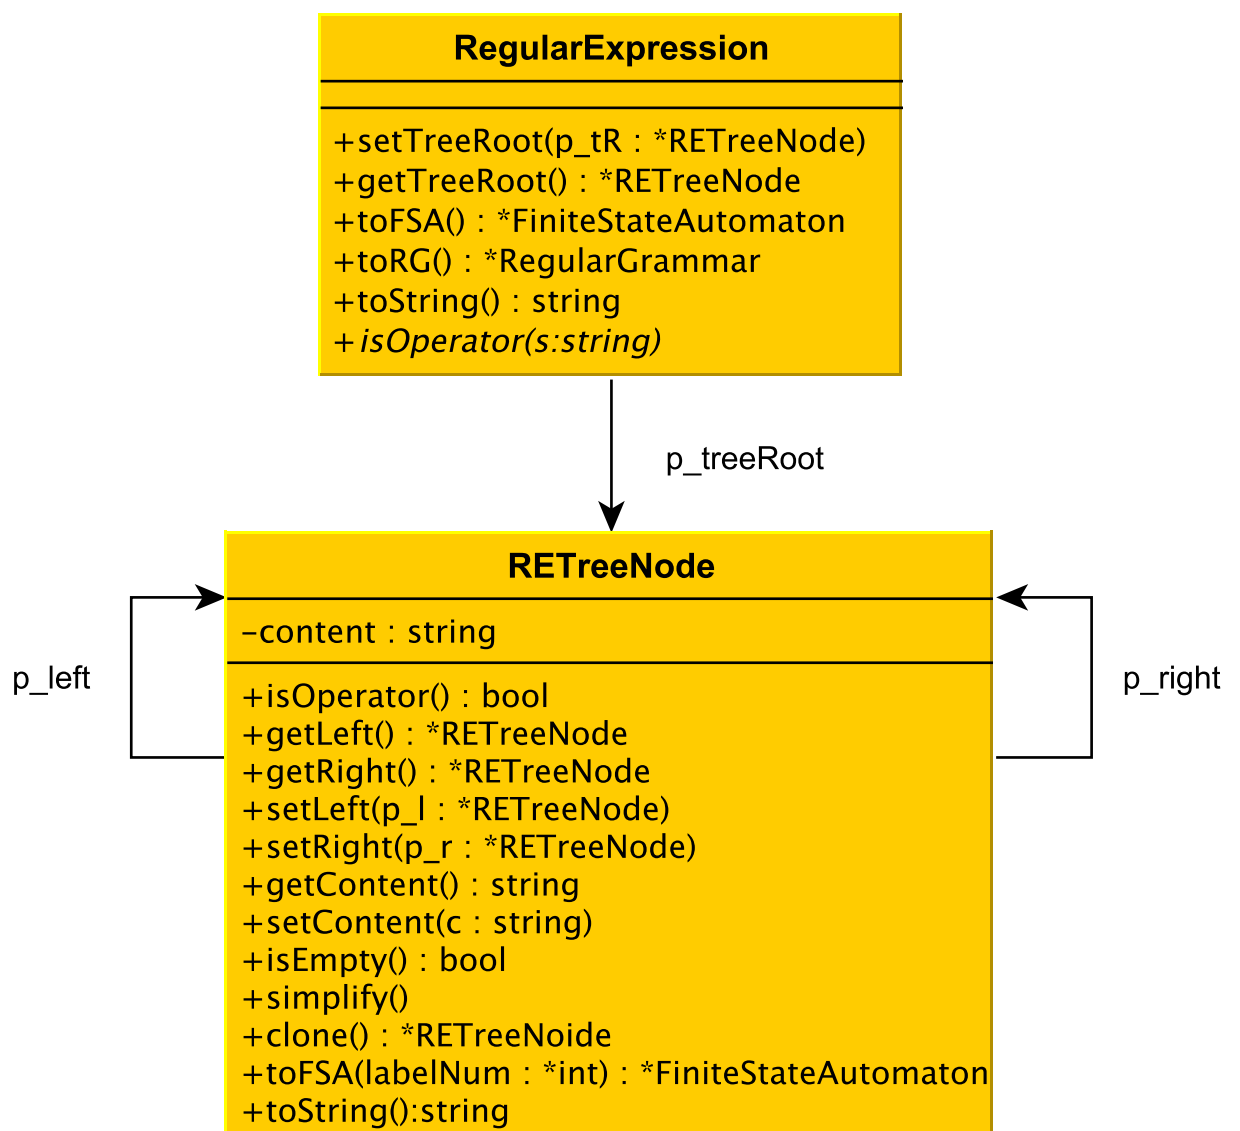 RegularExpression
+setTreeRoot(p_tR : *RETreeNode)
+getTreeRoot() : *RETreeNode
+toFSA() : *FiniteStateAutomaton
+toRG() : *RegularGrammar
+toString() : string
+isOperator(s:string)
p_treeRoot
RETreeNode
-content : string
p_left
p_right
+isOperator() : bool
+getLeft() : *RETreeNode
+getRight() : *RETreeNode
+setLeft(p_l : *RETreeNode)
+setRight(p_r : *RETreeNode)
+getContent() : string
+setContent(c : string)
+isEmpty() : bool
+simplify()
+clone() : *RETreeNoide
+toFSA(labelNum : *int) : *FiniteStateAutomaton
+toString():string